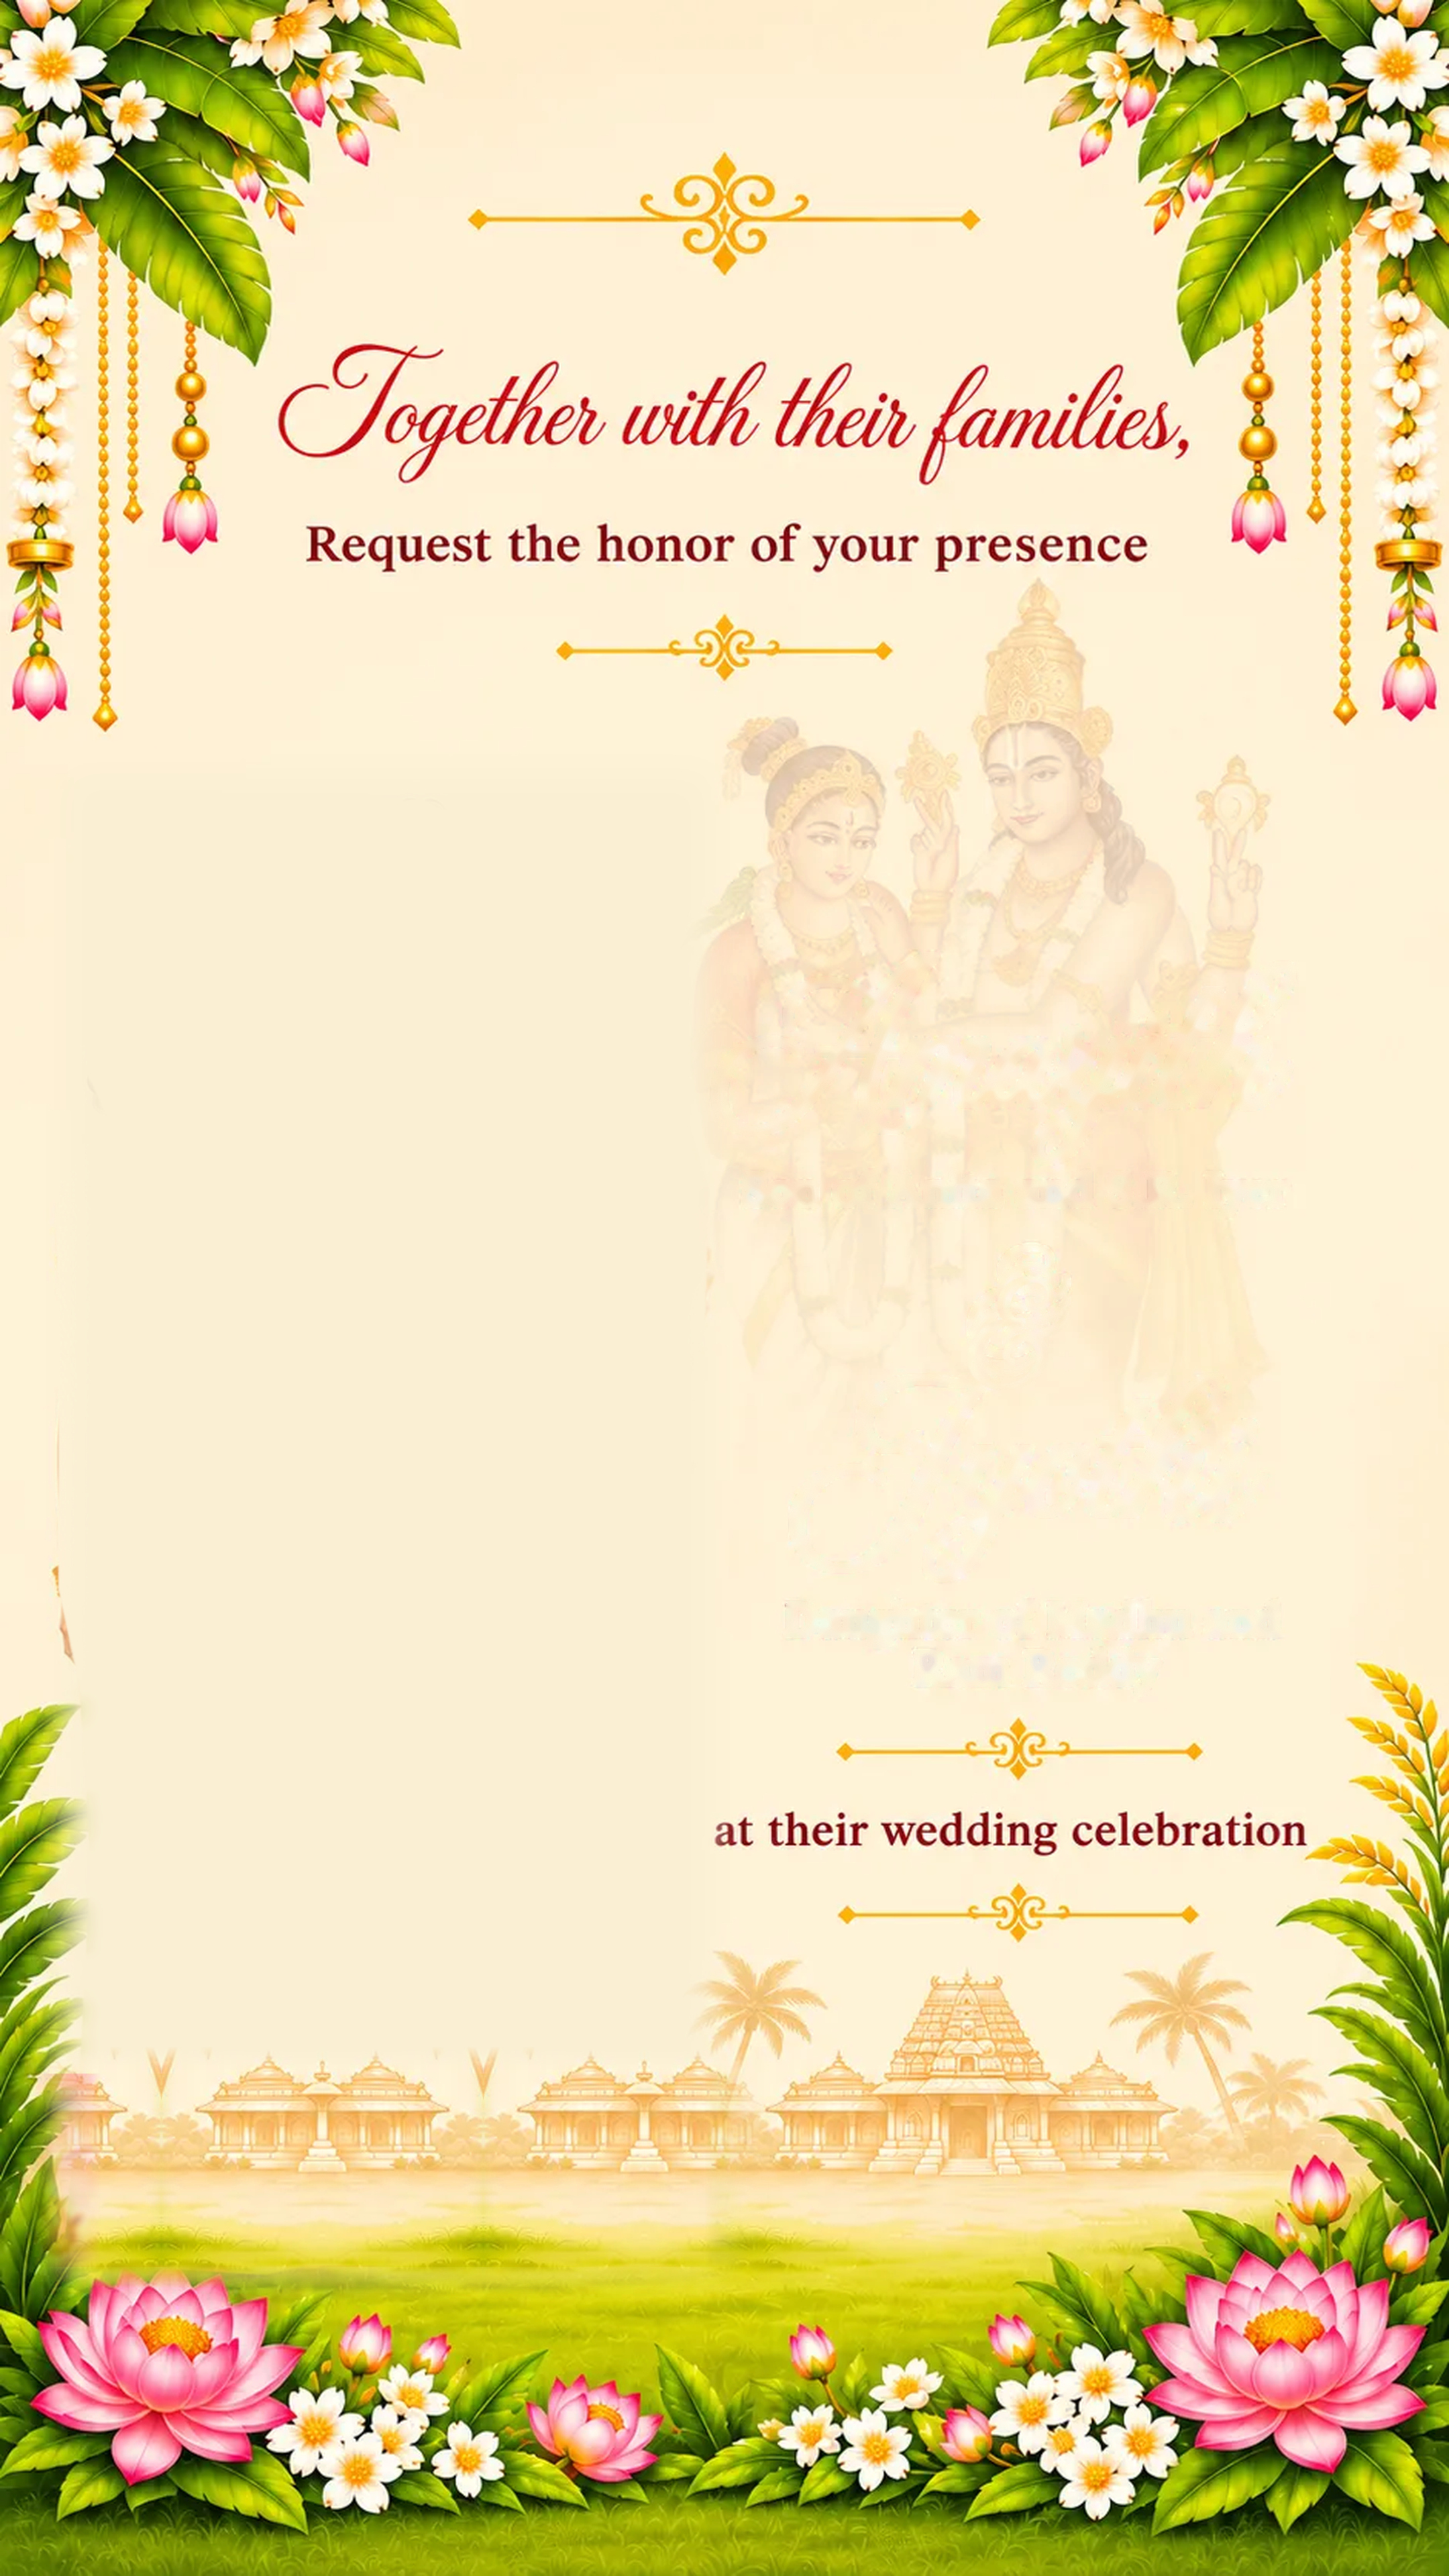 Together with their families,
Request the honor of your presence
at their wedding celebration